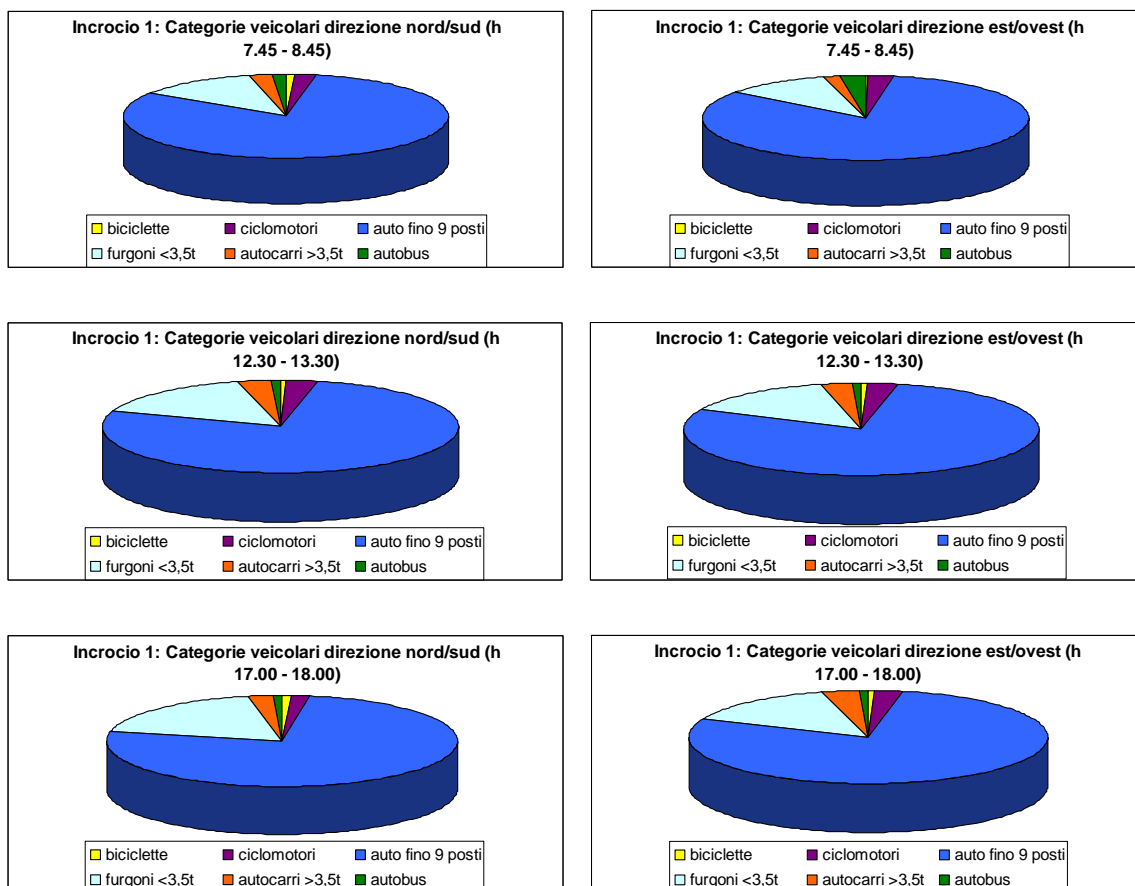 Incrocio 1: Categorie veicolari direzione nord/sud (h
7.45 - 8.45)
biciclette ciclomotori auto fino 9 posti
furgoni <3,5t autocarri >3,5t autobus
Incrocio 1: Categorie veicolari direzione est/ovest (h
7.45 - 8.45)
biciclette ciclomotori auto fino 9 posti
furgoni <3,5t autocarri >3,5t autobus
Incrocio 1: Categorie veicolari direzione nord/sud (h
12.30 - 13.30)
biciclette ciclomotori auto fino 9 posti
furgoni <3,5t autocarri >3,5t autobus
Incrocio 1: Categorie veicolari direzione est/ovest (h
12.30 - 13.30)
biciclette ciclomotori auto fino 9 posti
furgoni <3,5t autocarri >3,5t autobus
Incrocio 1: Categorie veicolari direzione nord/sud (h
17.00 - 18.00)
biciclette ciclomotori auto fino 9 posti
furgoni <3,5t autocarri >3,5t autobus
Incrocio 1: Categorie veicolari direzione est/ovest (h
17.00 - 18.00)
biciclette ciclomotori auto fino 9 posti
furgoni <3,5t autocarri >3,5t autobus